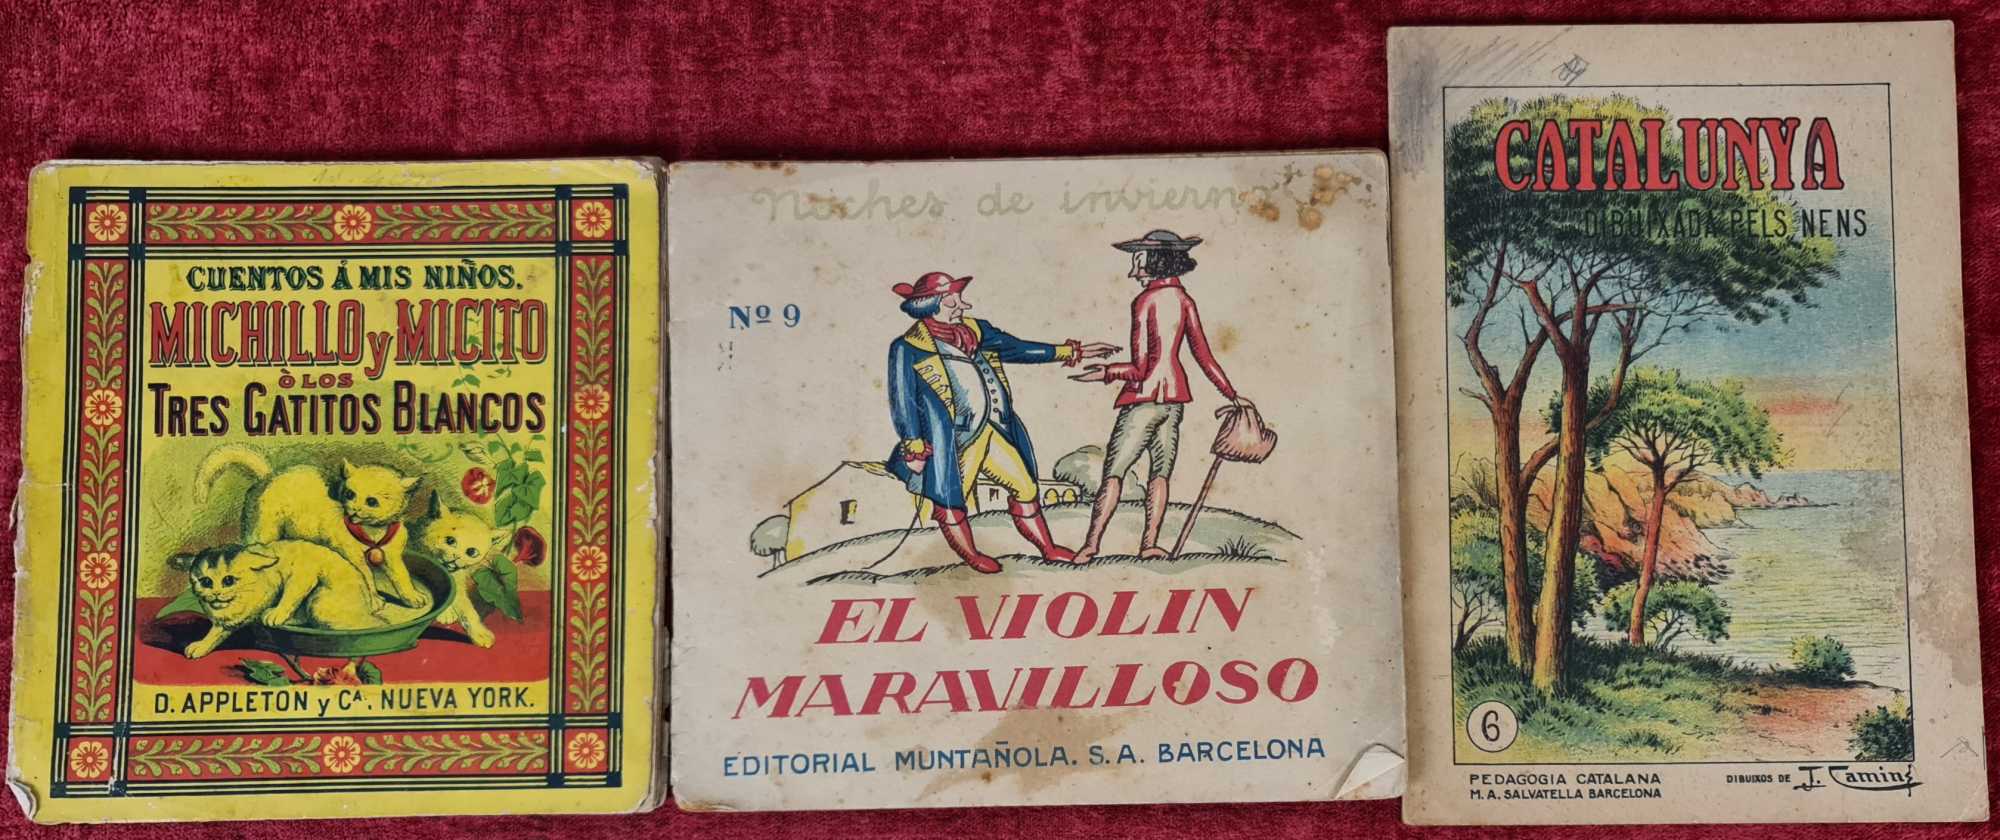 CUENTOS Á MIS NIÑOS.
MICHILLO y MICITO
Ò LOS
TRES GATITOS BLANCOS
D. APPLETON y Cª. NUEVA YORK.
Noches de invierno
Nº 9
EL VIOLIN
MARAVILLOSO
EDITORIAL MUNTAÑOLA. S. A. BARCELONA
CATALUNYA
DIBUIXADA PELS NENS
6
PEDAGOGIA CATALANA
M. A. SALVATELLA BARCELONA
DIBUIXOS DE J. Camins